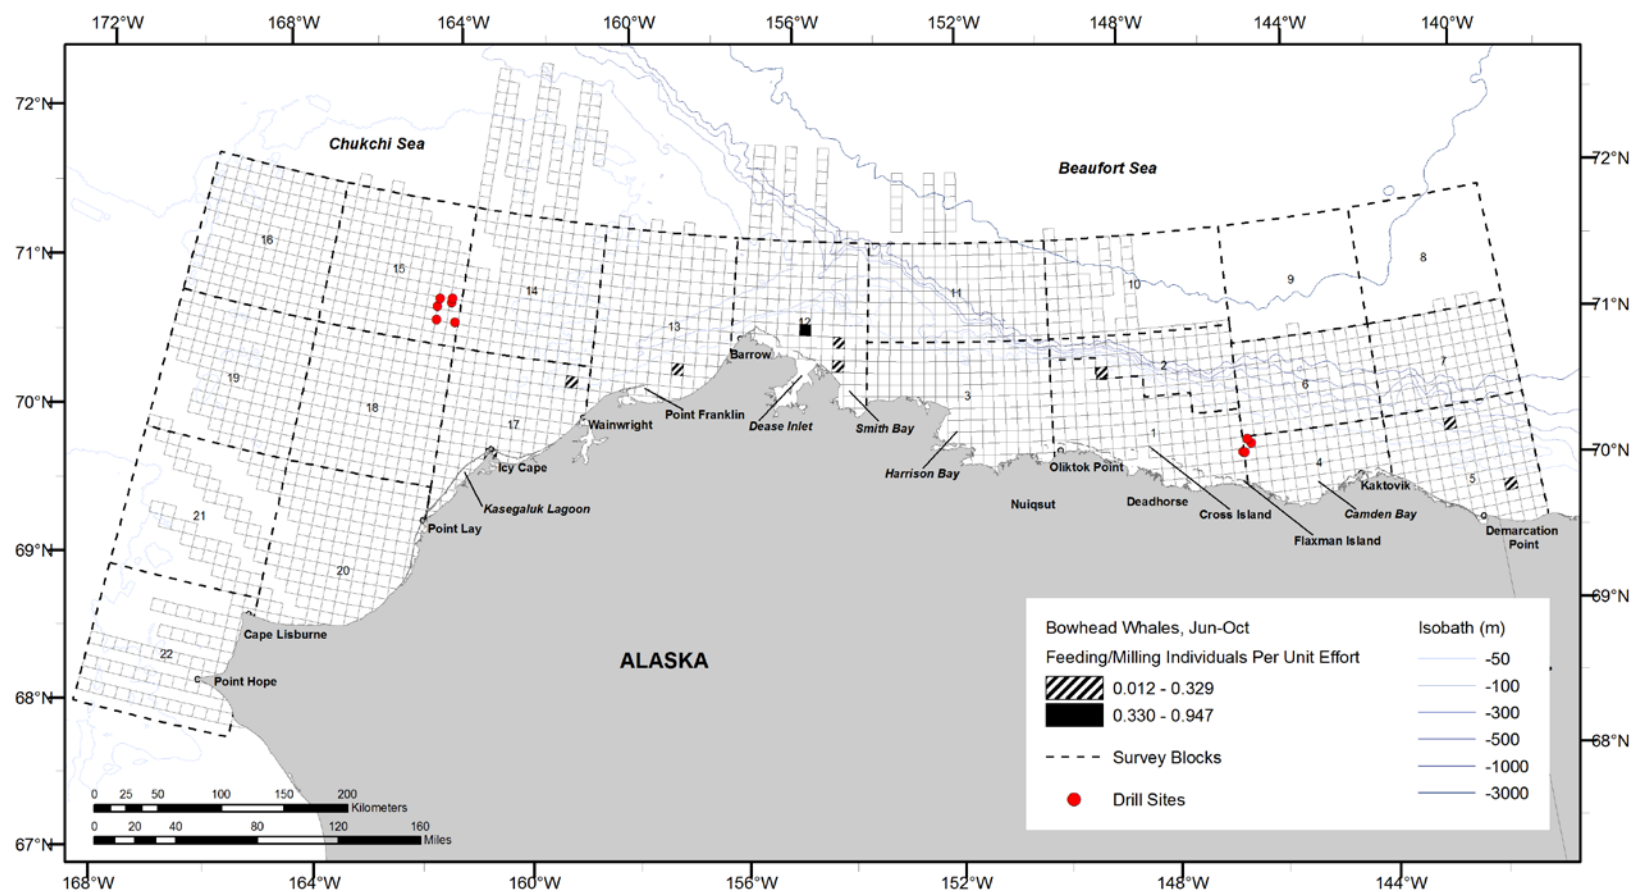 172°W 168°W 164°W 160°W 156°W 152°W 148°W 144°W 140°W
72°N
Chukchi Sea
Beaufort Sea
72°N
71°N
16
15
14
13
12
11
10
9
8
71°N
Barrow
2
6
7
70°N
19
18
17
3
Point Franklin
Wainwright
Dease Inlet
Smith Bay
1
4
5
70°N
Icy Cape
Harrison Bay
Oliktok Point
Kaktovik
Kasegaluk Lagoon
Nuiqsut
Deadhorse
Cross Island
Camden Bay
21
Point Lay
Flaxman Island
Demarcation
Point
69°N
20
69°N
Cape Lisburne
22
ALASKA
Point Hope
68°N
68°N
67°N
Bowhead Whales, Jun-Oct
Feeding/Milling Individuals Per Unit Effort
0.012 - 0.329
0.330 - 0.947
Survey Blocks
Drill Sites
Isobath (m)
-50
-100
-300
-500
-1000
-3000
0 25 50 100 150 200
Kilometers
0 20 40 80 120 160
Miles
168°W 164°W 160°W 156°W 152°W 148°W 144°W